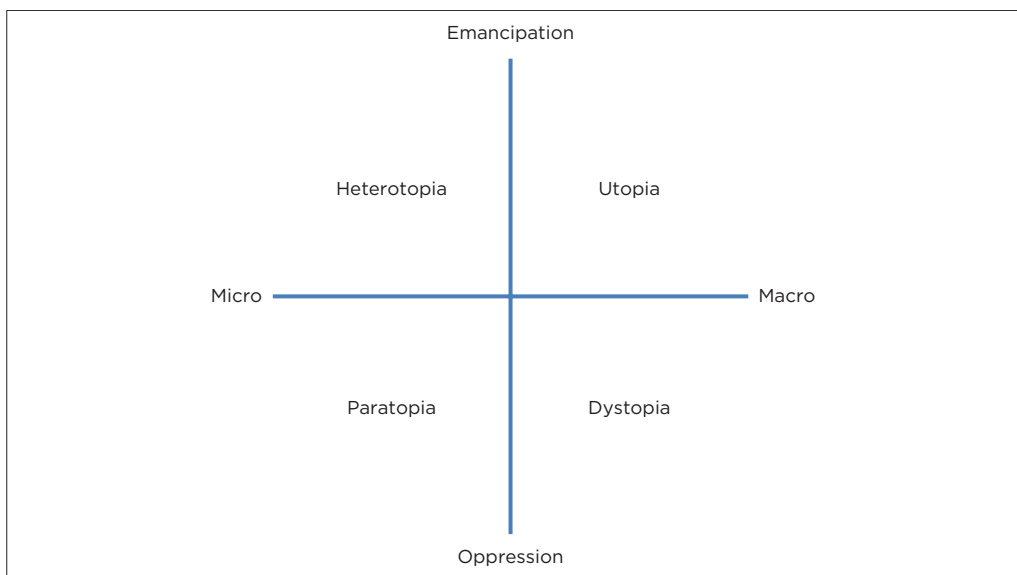 Emancipation
Heterotopia Utopia
Micro Macro
Paratopia Dystopia
Oppression